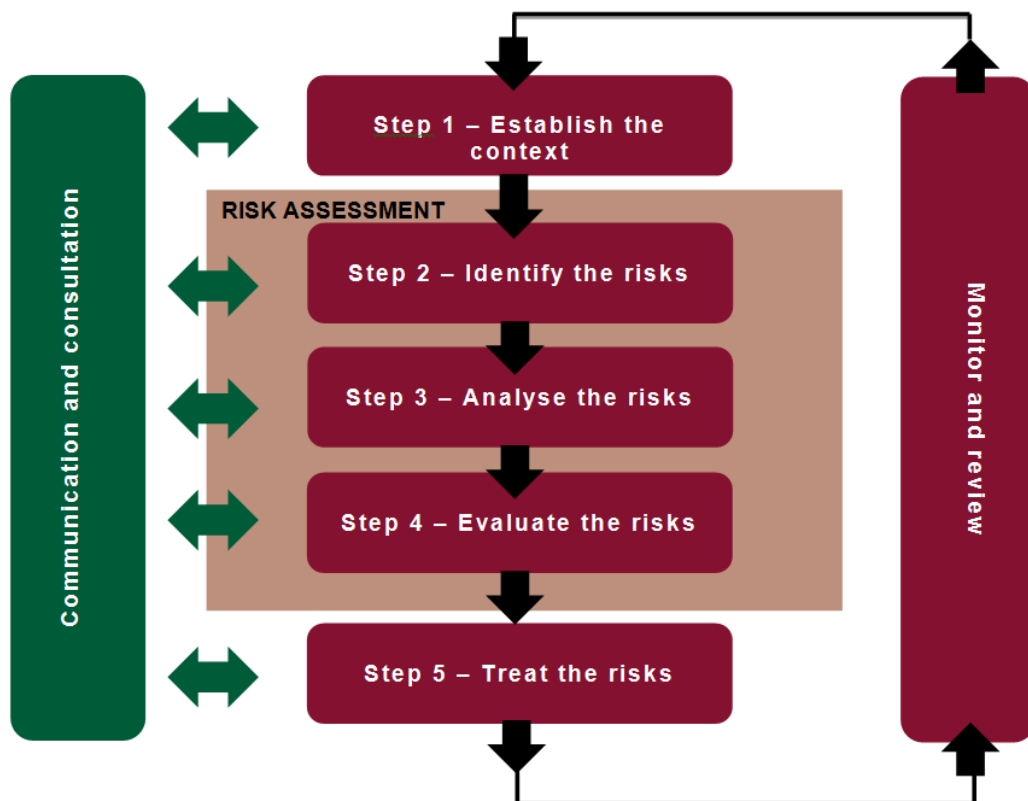 Step 1 – Establish the
context
RISK ASSESSMENT
Step 2 – Identify the risks
Step 3 – Analyse the risks
Step 4 – Evaluate the risks
Step 5 – Treat the risks
Communication and consultation
Monitor and review